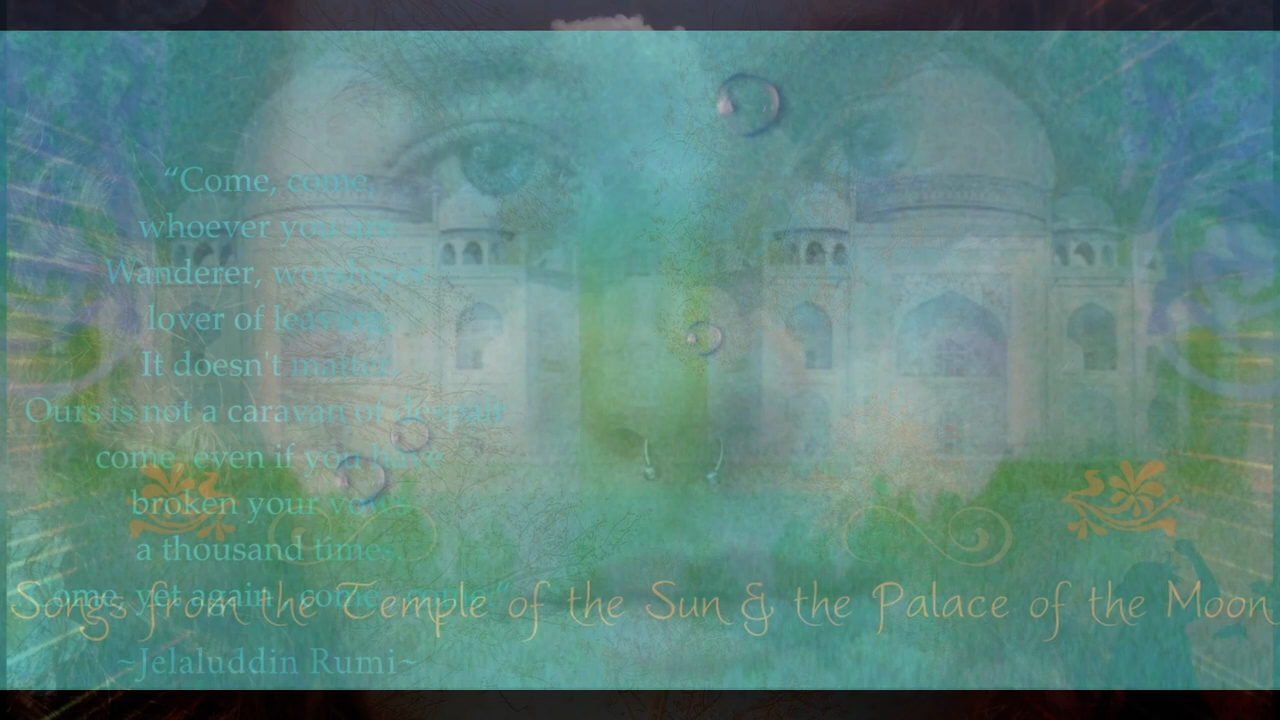 “Come, come,
whoever you are.
Wanderer, worshiper,
lover of leaving.
It doesn't matter.
Ours is not a caravan of despair
come, even if you have
broken your vows
a thousand times.
Come, yet again, come, come.”
Songs from the Temple of the Sun & the Palace of the Moon
~Jelaluddin Rumi~